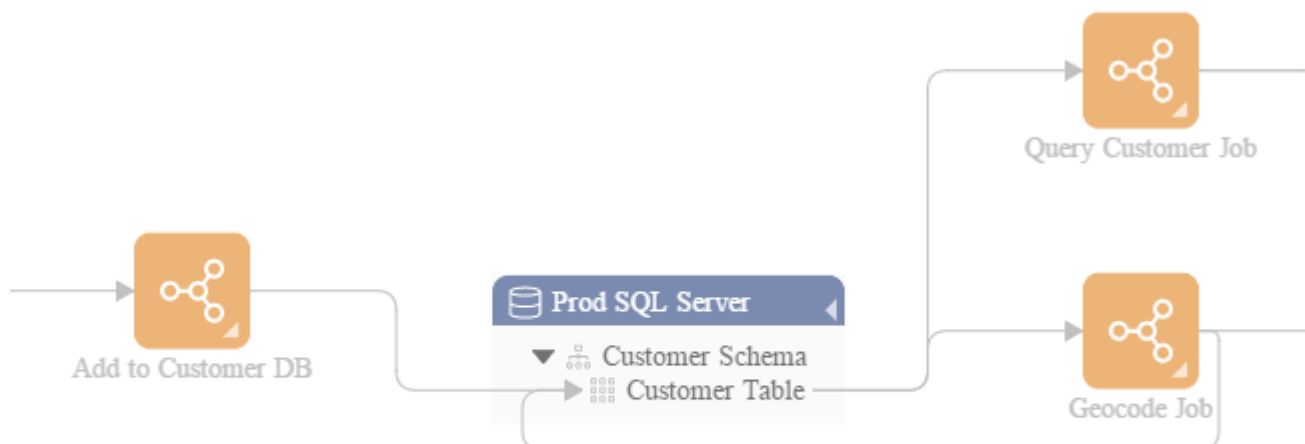 Query Customer Job
Add to Customer DB
Prod SQL Server
Customer Schema
Customer Table
Geocode Job